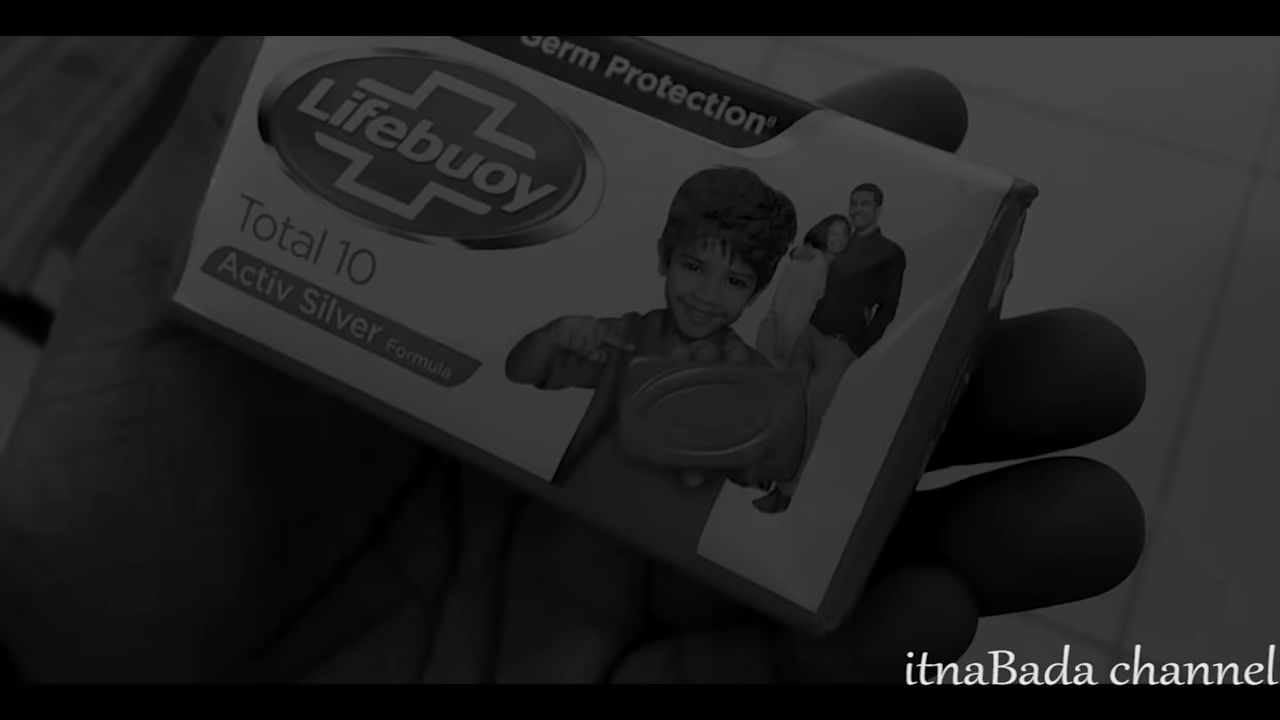 Germ Protection®
Lifebuoy
Total 10
Activ Silver Formula
itnaBada channel